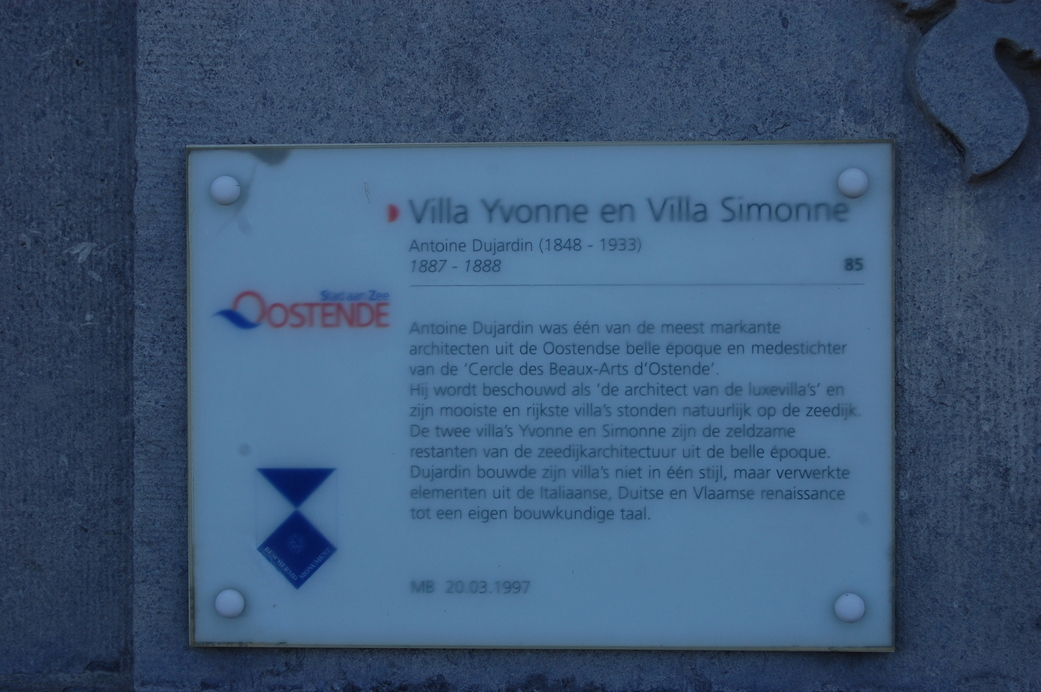 Villa Yvonne en Villa Simonne
Antoine Dujardin (1848 - 1933)
1887 - 1888
85
Stad aan Zee
OOSTENDE
Antoine Dujardin was één van de meest markante
architecten uit de Oostendse belle époque en medestichter
van de ‘Cercle des Beaux-Arts d’Ostende’.
Hij wordt beschouwd als ‘de architect van de luxevilla’s’ en
zijn mooiste en rijkste villa’s stonden natuurlijk op de zeedijk.
De twee villa’s Yvonne en Simonne zijn de zeldzame
restanten van de zeedijkarchitectuur uit de belle époque.
Dujardin bouwde zijn villa’s niet in één stijl, maar verwerkte
elementen uit de Italiaanse, Duitse en Vlaamse renaissance
tot een eigen bouwkundige taal.
BESCHERMD MONUMENT
MB 20.03.1997